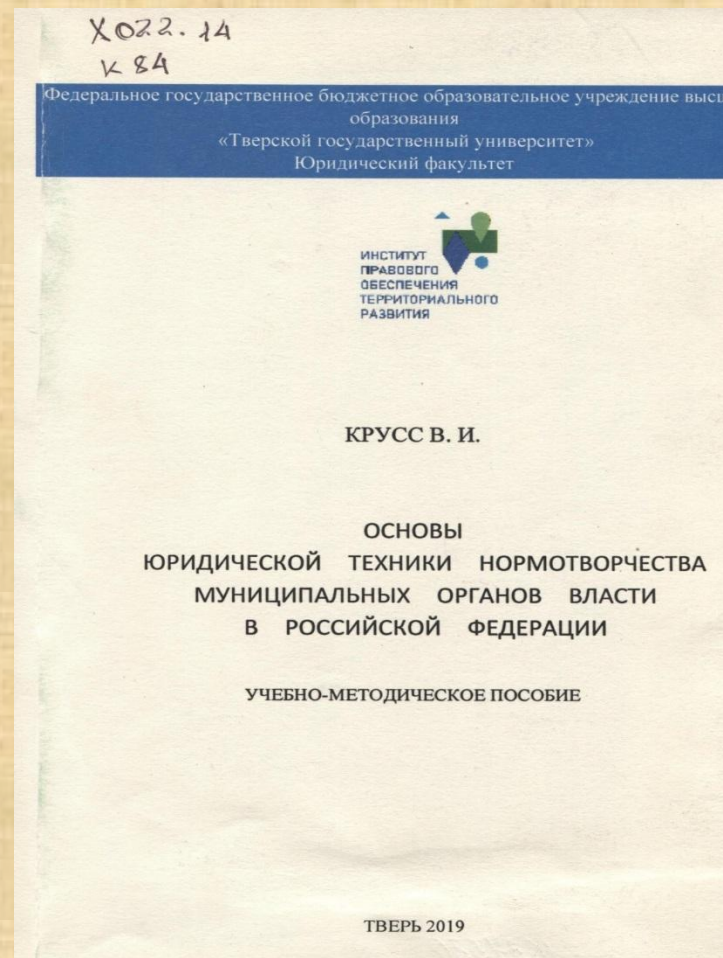 Х022.14
К 84
Федеральное государственное бюджетное образовательное учреждение
образования
«Тверской государственный университет»
Юридический факультет
ИНСТИТУТ
ПРАВОВОГО
ОБЕСПЕЧЕНИЯ
ТЕРРИТОРИАЛЬНОГО
РАЗВИТИЯ
КРУСС В. И.
ОСНОВЫ
ЮРИДИЧЕСКОЙ ТЕХНИКИ НОРМОТВОРЧЕСТВА
МУНИЦИПАЛЬНЫХ ОРГАНОВ ВЛАСТИ
В РОССИЙСКОЙ ФЕДЕРАЦИИ
УЧЕБНО-МЕТОДИЧЕСКОЕ ПОСОБИЕ
ТВЕРЬ 2019